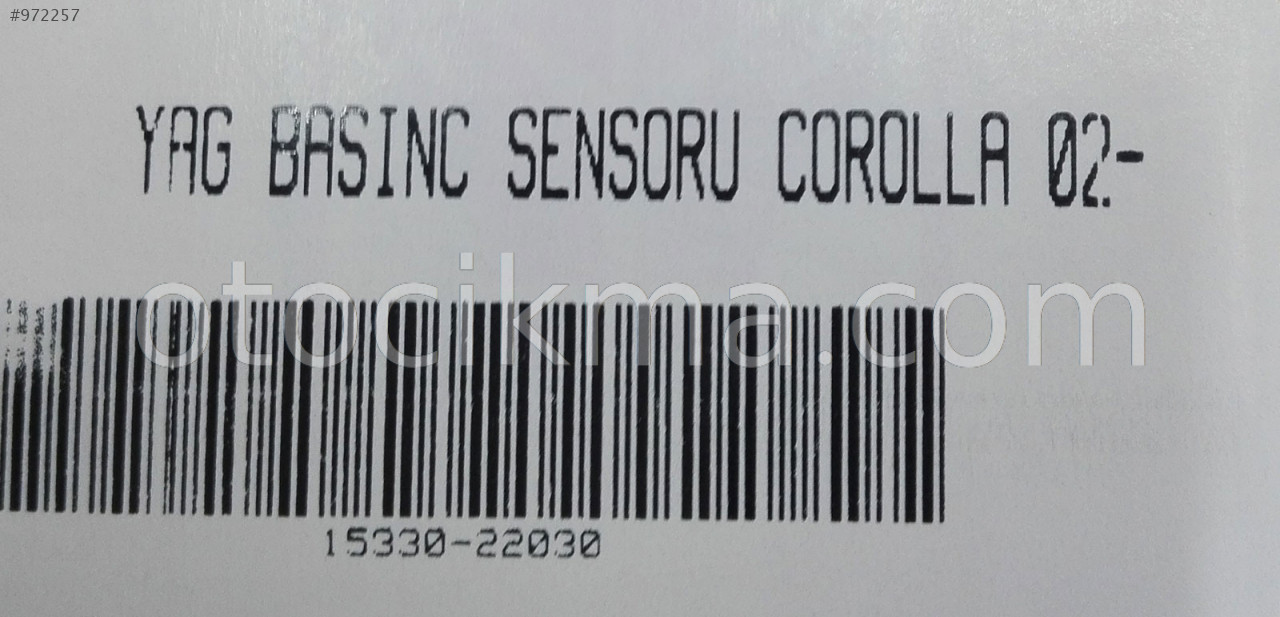 #972257
YAG BASINC SENSORU COROLLA 02-
otocikma.com
15330-22030